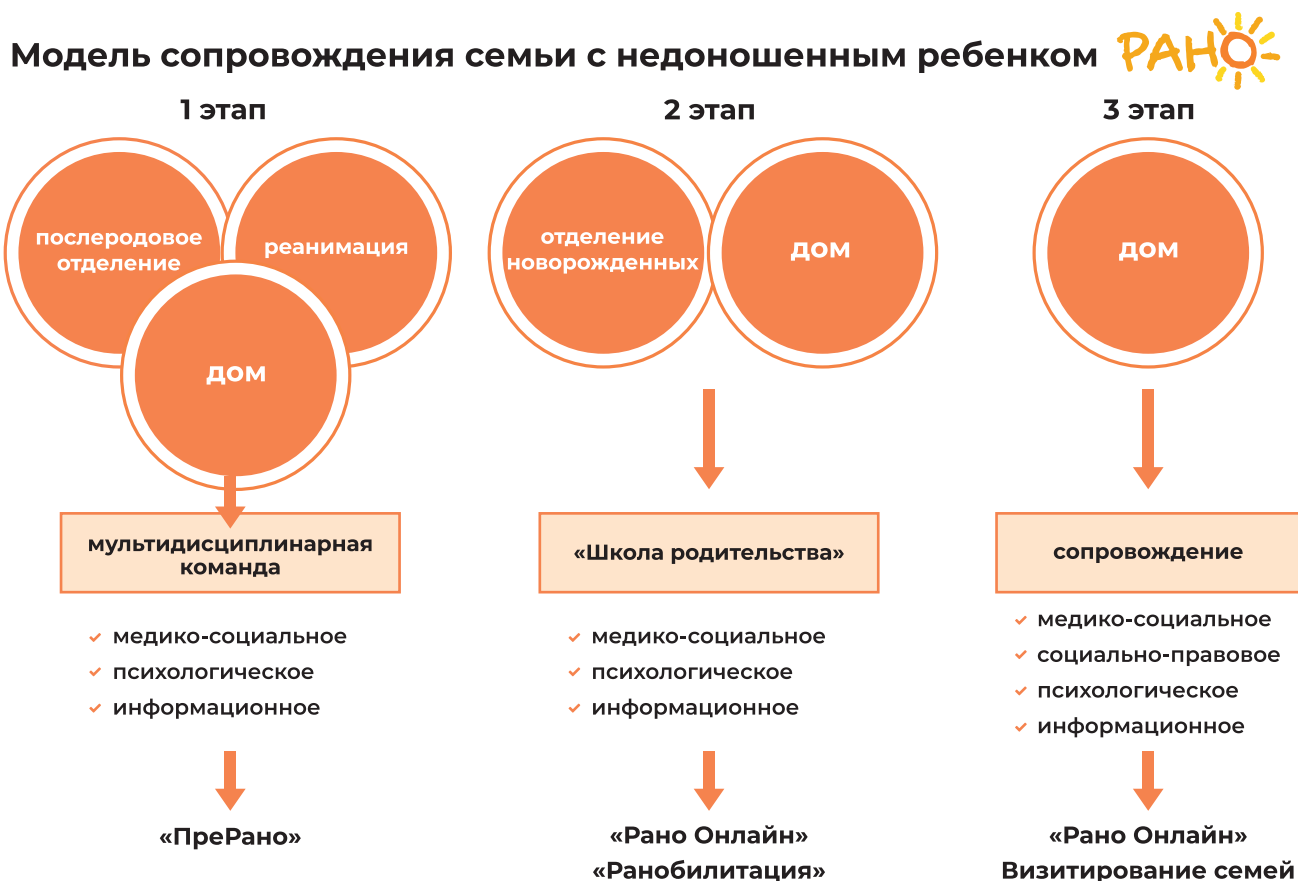 Модель сопровождения семьи с недоношенным ребенком
РАНО
1 этап
послеродовое
отделение
реанимация
дом
мультидисциплинарная
команда
медико-социальное
психологическое
информационное
«ПреРано»
2 этап
отделение
новорожденных
дом
«Школа родительства»
медико-социальное
психологическое
информационное
«Рано Онлайн»
«Ранобилитация»
3 этап
дом
сопровождение
медико-социальное
социально-правовое
психологическое
информационное
«Рано Онлайн»
Визитирование семей